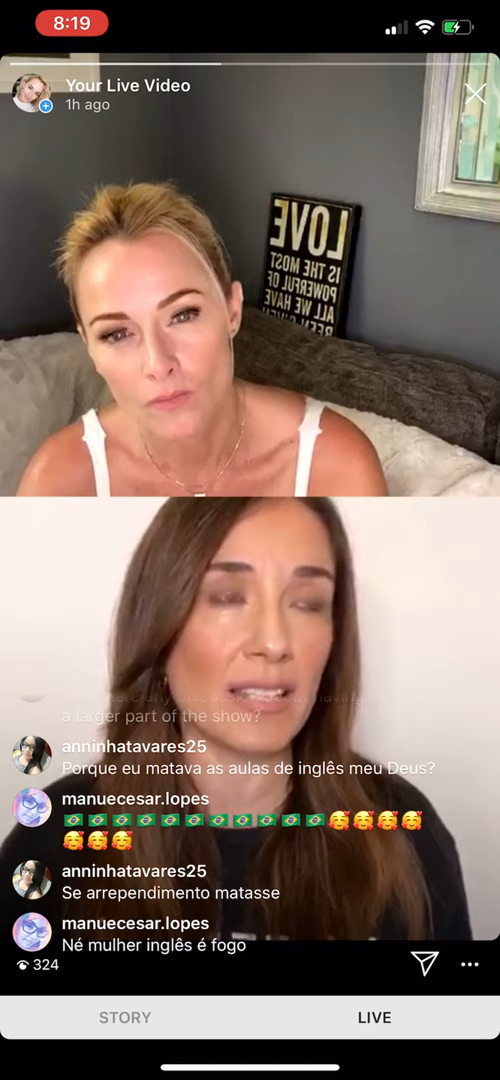 8:19
Your Live Video
1h ago
LOVE
IS THE MOST
POWERFUL OF
ALL WE HAVE
BEEN GIVEN
a larger part of the show?
anninhatavares25
Porque eu matava as aulas de inglês meu Deus?
manuecesar.lopes
🇧🇷🇧🇷🇧🇷🇧🇷🇧🇷🇧🇷🇧🇷🇧🇷🇧🇷🇧🇷🇧🇷🥰🥰🥰🥰
🥰🥰🥰
anninhatavares25
Se arrependimento matasse
manuecesar.lopes
Né mulher inglês é fogo
324
STORY
LIVE